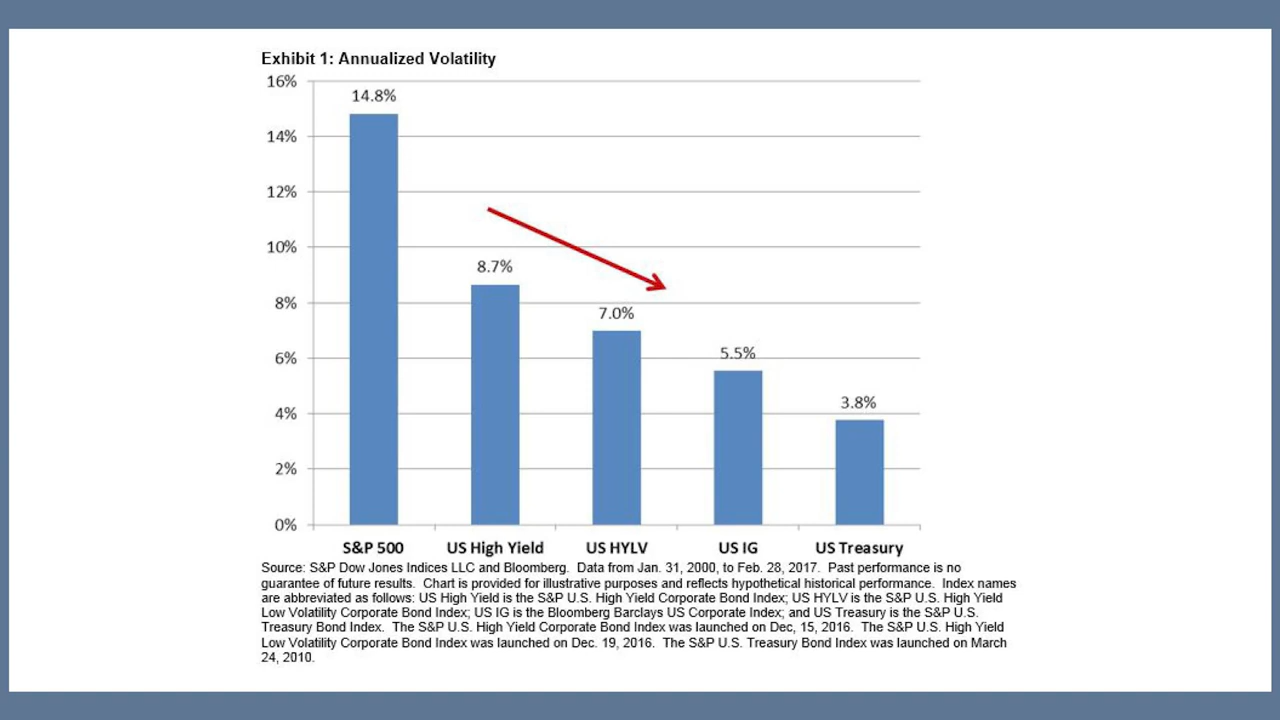 Exhibit 1: Annualized Volatility
16%
14.8%
14%
12%
10%
8.7%
8%
7.0%
6%
5.5%
4%
3.8%
2%
0%
S&P 500 US High Yield US HYLV US IG US Treasury
Source: S&P Dow Jones Indices LLC and Bloomberg. Data from Jan. 31, 2000, to Feb. 28, 2017. Past performance is no
guarantee of future results. Chart is provided for illustrative purposes and reflects hypothetical historical performance. Index names
are abbreviated as follows: US High Yield is the S&P U.S. High Yield Corporate Bond Index; US HYLV is the S&P U.S. High Yield
Low Volatility Corporate Bond Index; US IG is the Bloomberg Barclays US Corporate Index; and US Treasury is the S&P U.S.
Treasury Bond Index. The S&P U.S. High Yield Corporate Bond Index was launched on Dec, 15, 2016. The S&P U.S. High Yield
Low Volatility Corporate Bond Index was launched on Dec. 19, 2016. The S&P U.S. Treasury Bond Index was launched on March
24, 2010.